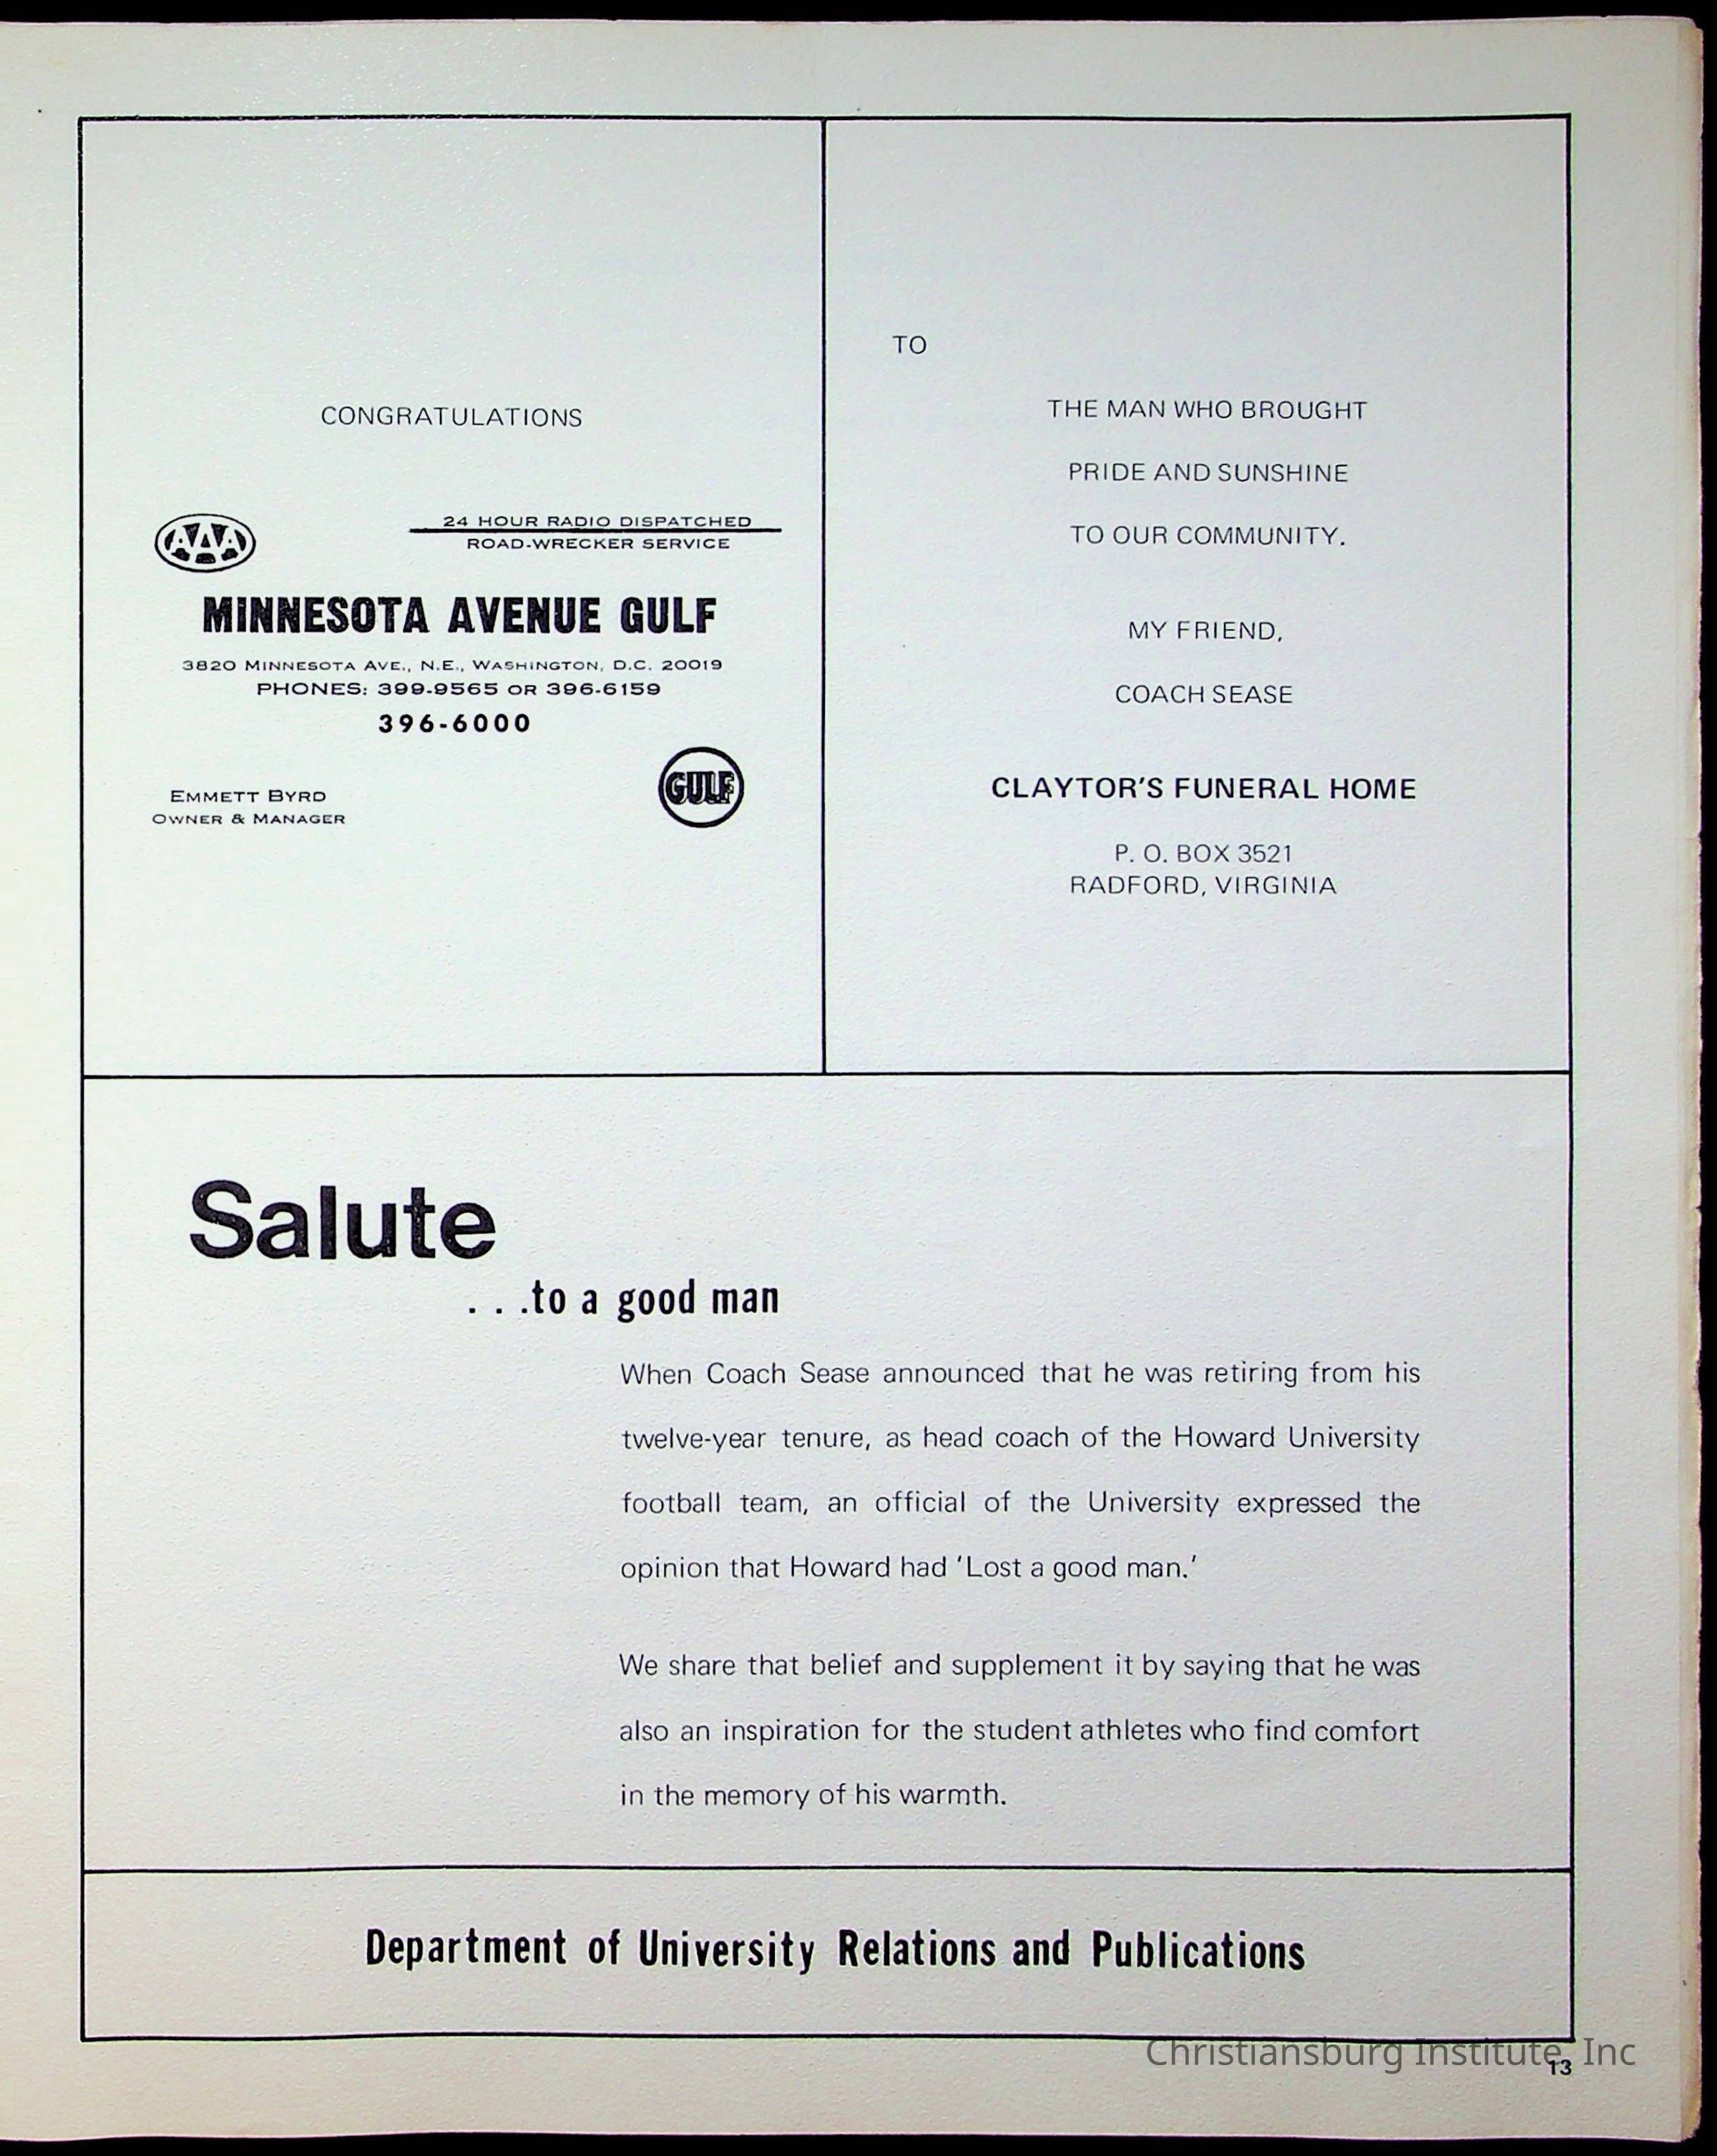 CONGRATULATIONS
AAA
24 HOUR RADIO DISPATCHED
ROAD-WRECKER SERVICE
MINNESOTA AVENUE GULF
3820 MINNESOTA AVE., N.E., WASHINGTON, D.C. 20019
PHONES: 399-9565 OR 396-6159
396-6000
EMMETT BYRD
OWNER & MANAGER
GULF
TO
THE MAN WHO BROUGHT
PRIDE AND SUNSHINE
TO OUR COMMUNITY.
MY FRIEND,
COACH SEASE
CLAYTOR'S FUNERAL HOME
P. O. BOX 3521
RADFORD, VIRGINIA
Salute
. . .to a good man
When Coach Sease announced that he was retiring from his
twelve-year tenure, as head coach of the Howard University
football team, an official of the University expressed the
opinion that Howard had 'Lost a good man.'
We share that belief and supplement it by saying that he was
also an inspiration for the student athletes who find comfort
in the memory of his warmth.
Department of University Relations and Publications
Christiansburg Institute, Inc
13